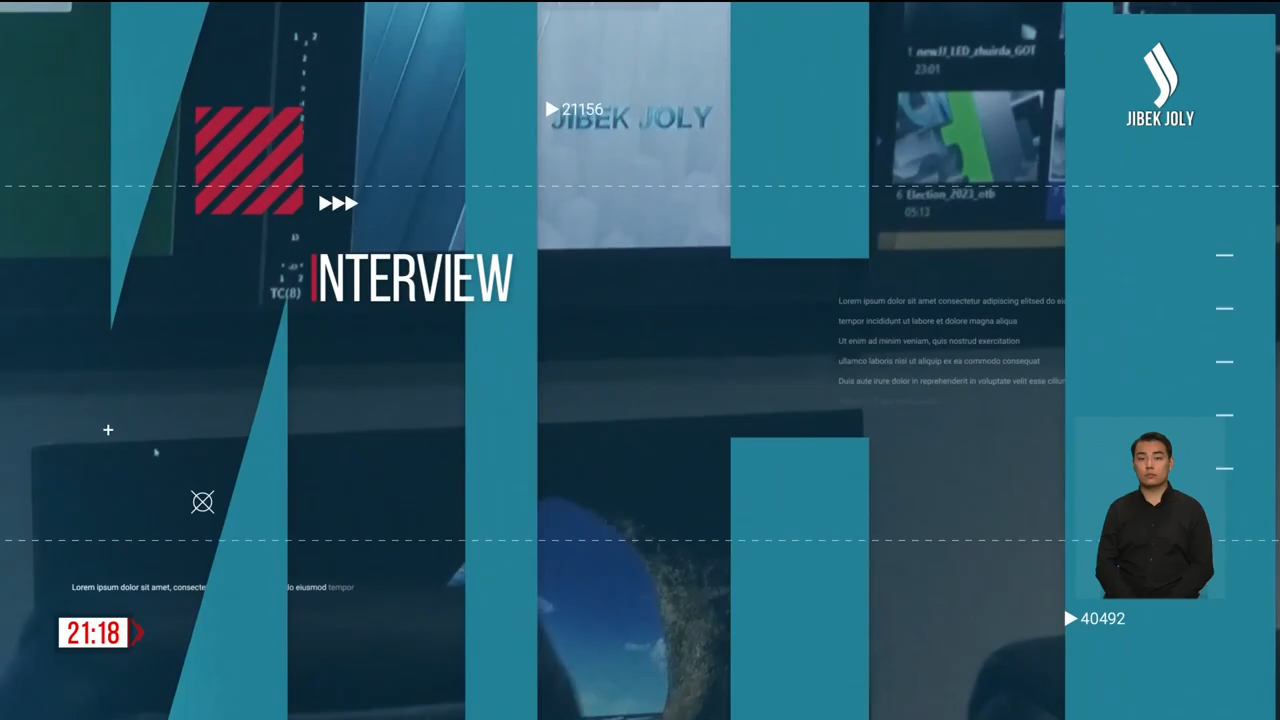 1 newJJ_LED_zhuirda_GOT
23:01
21156
JIBEK JOLY
JIBEK JOLY
6 Election_2023_otb
05:13
INTERVIEW
TC(8)
Lorem ipsum dolor sit amet consectetur adipiscing elitsed do ei
tempor incididunt ut labore et dolore magna aliqua
Ut enim ad minim veniam, quis nostrud exercitation
ullamco laboris nisi ut aliquip ex ea commodo consequat
Duis aute irure dolor in reprehenderit in voluptate velit esse cillum
Lorem ipsum dolor sit amet, consecte do eiusmod tempor
40492
21:18